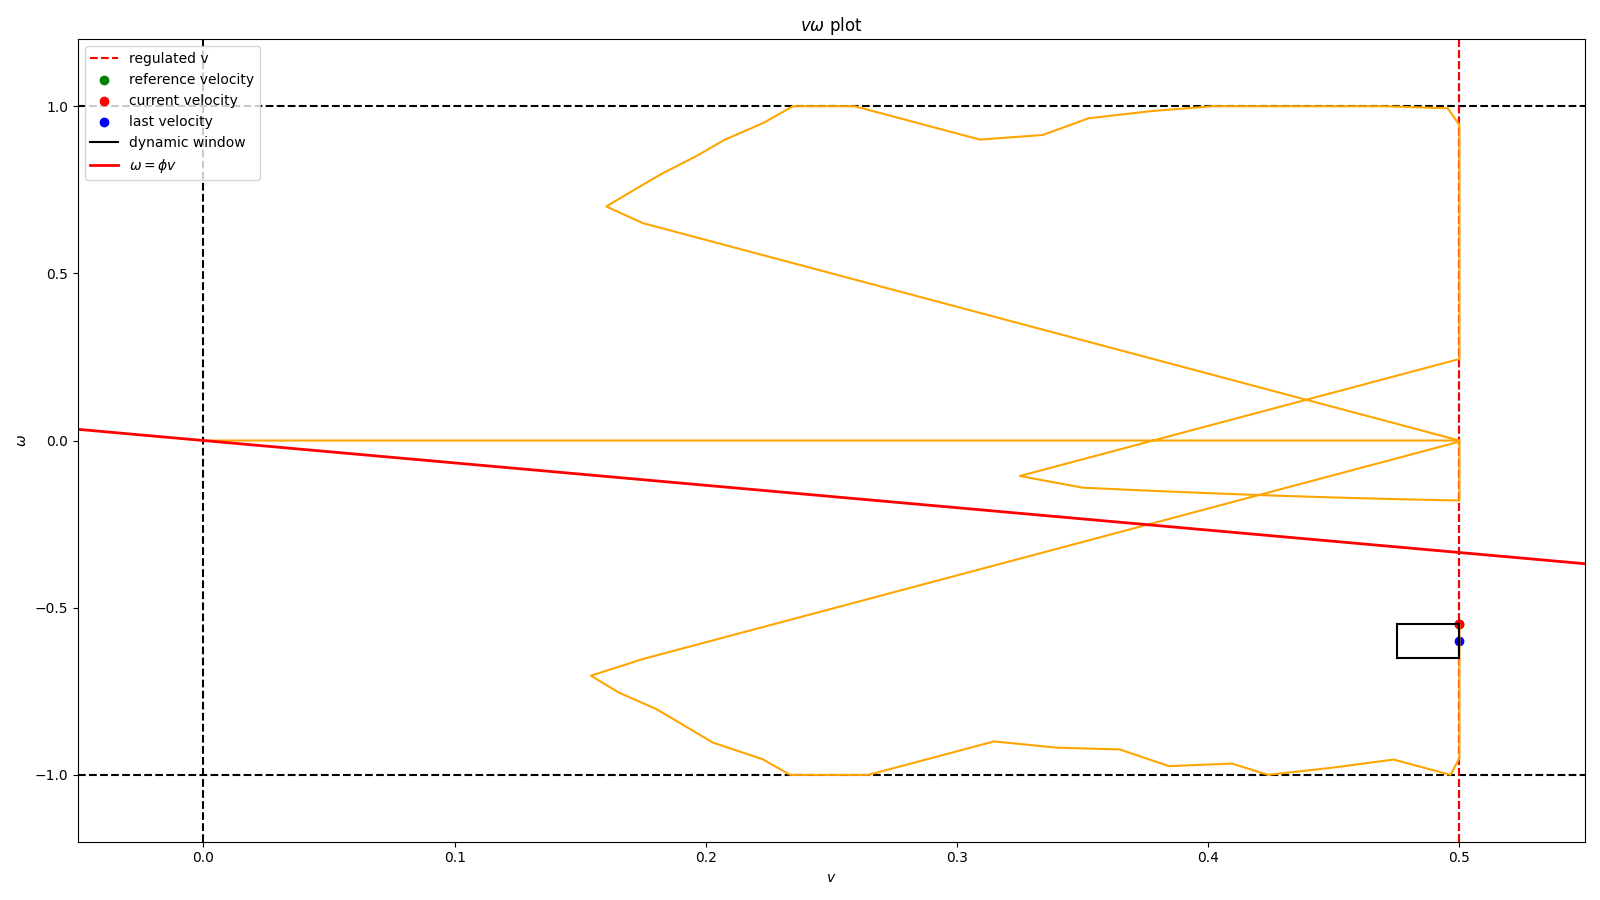 vω plot
regulated v
reference velocity
current velocity
last velocity
dynamic window
ω = ϕv
1.0
0.5
0.0
−0.5
−1.0
ω
0.0 0.1 0.2 0.3 0.4 0.5
v